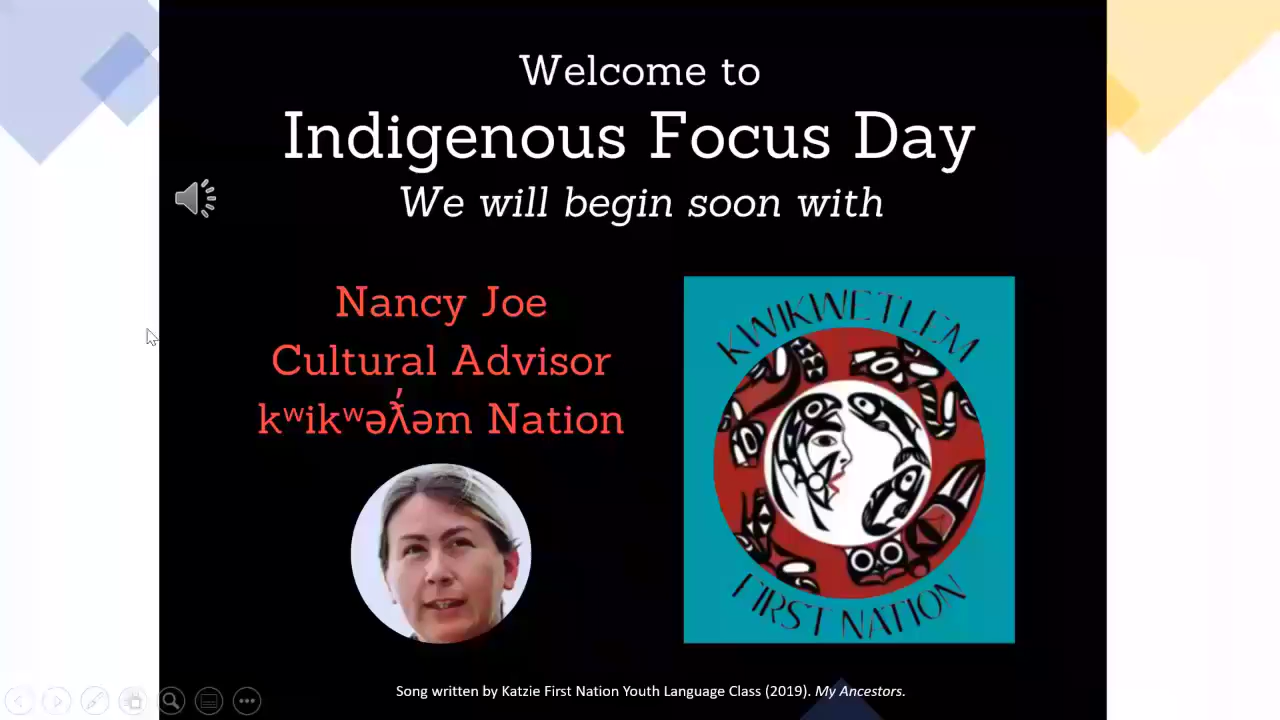 Welcome to
Indigenous Focus Day
We will begin soon with
Nancy Joe
Cultural Advisor
kʷikʷəƛ̓əm Nation
KWIKWETLEM
FIRST NATION
Song written by Katzie First Nation Youth Language Class (2019). My Ancestors.